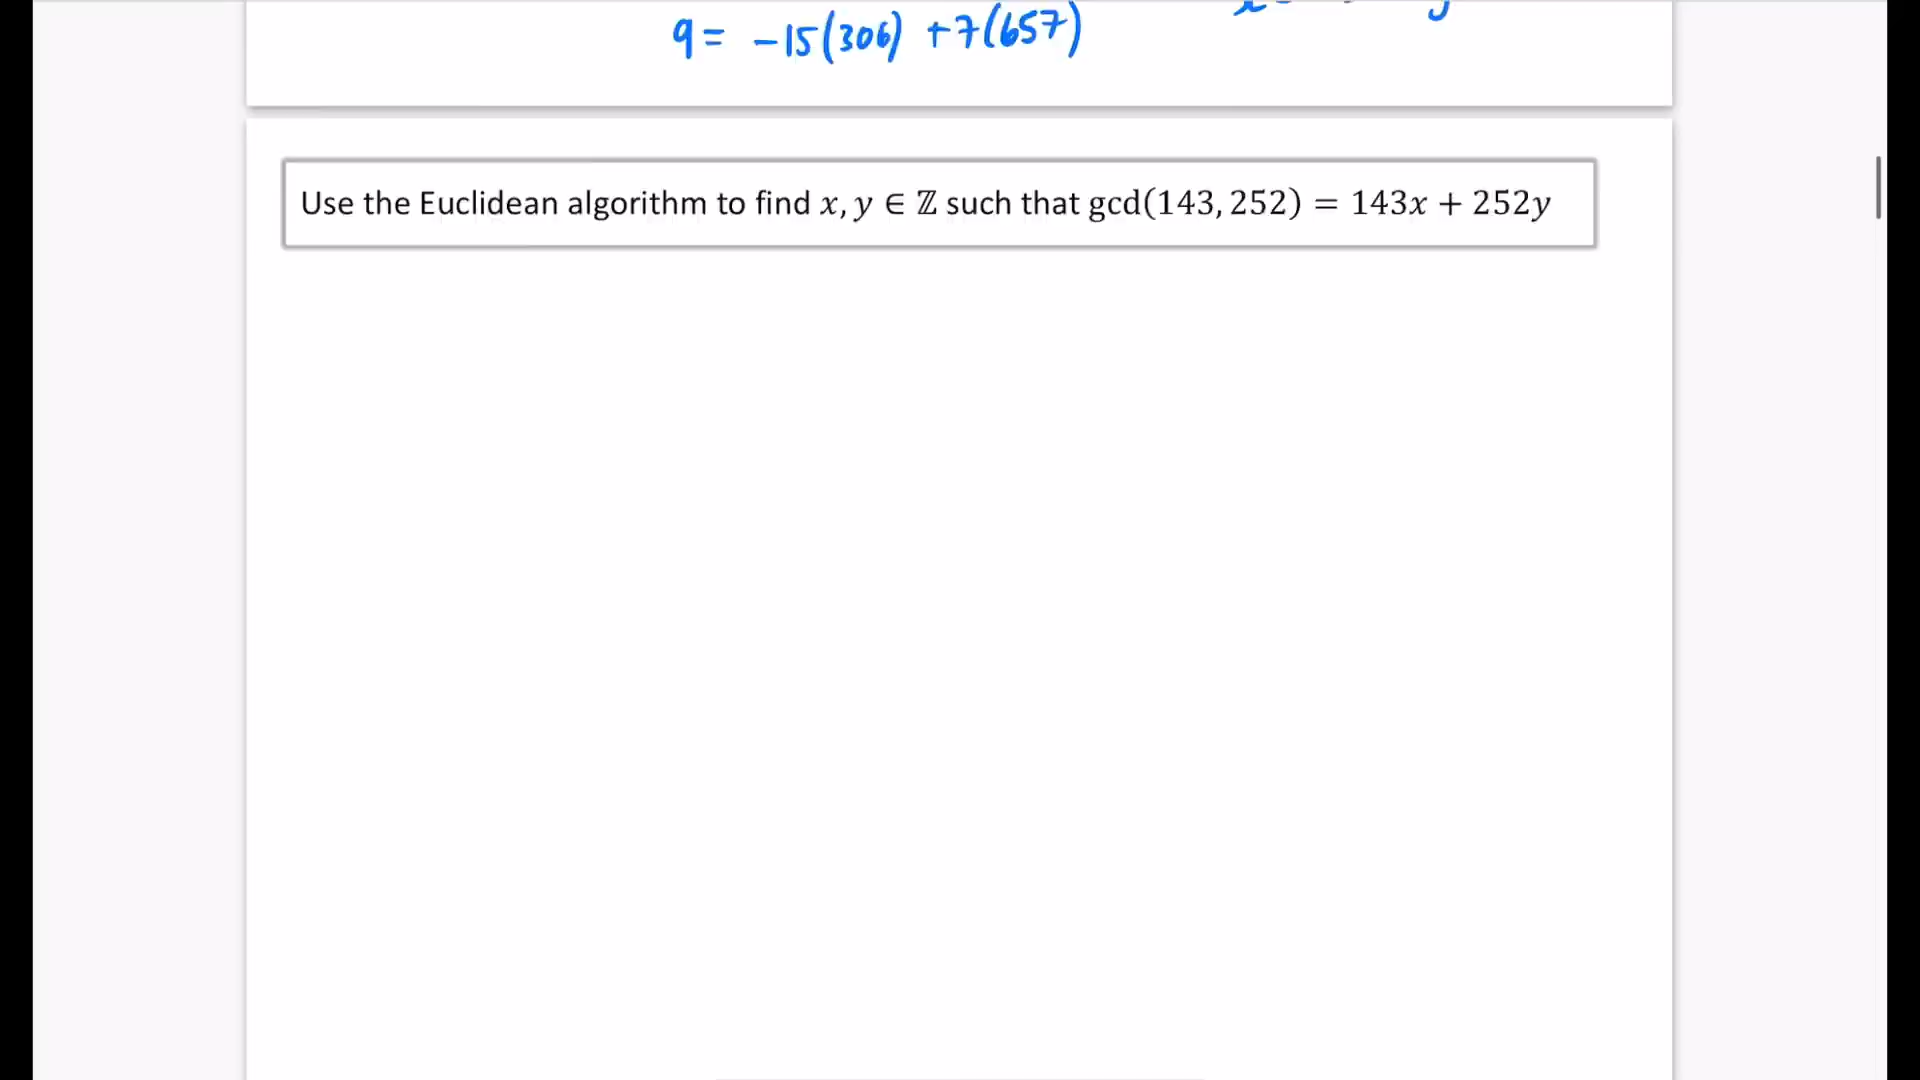 9 = -15(306) +7(657)
Use the Euclidean algorithm to find x, y ∈ ℤ such that gcd(143, 252) = 143x + 252y